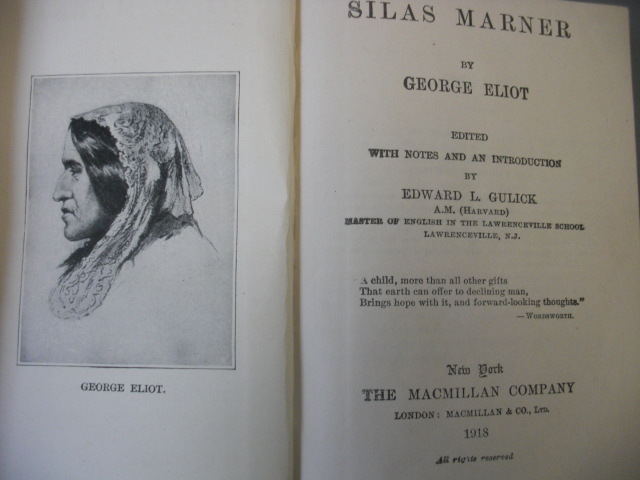 GEORGE ELIOT.
SILAS MARNER
BY
GEORGE ELIOT
EDITED
WITH NOTES AND AN INTRODUCTION
BY
EDWARD L. GULICK
A.M. (HARVARD)
MASTER OF ENGLISH IN THE LAWRENCEVILLE SCHOOL
LAWRENCEVILLE, N.J.
A child, more than all other gifts
That earth can offer to declining man,
Brings hope with it, and forward-looking thoughts."
— WORDSWORTH.
New York
THE MACMILLAN COMPANY
LONDON: MACMILLAN & CO., LTD.
1918
All rights reserved